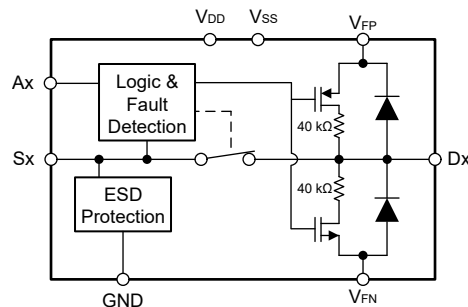 VDD
VSS
VFP
Ax
Logic &
Fault
Detection
40 kΩ
Sx
Dx
ESD
Protection
40 kΩ
GND
VFN